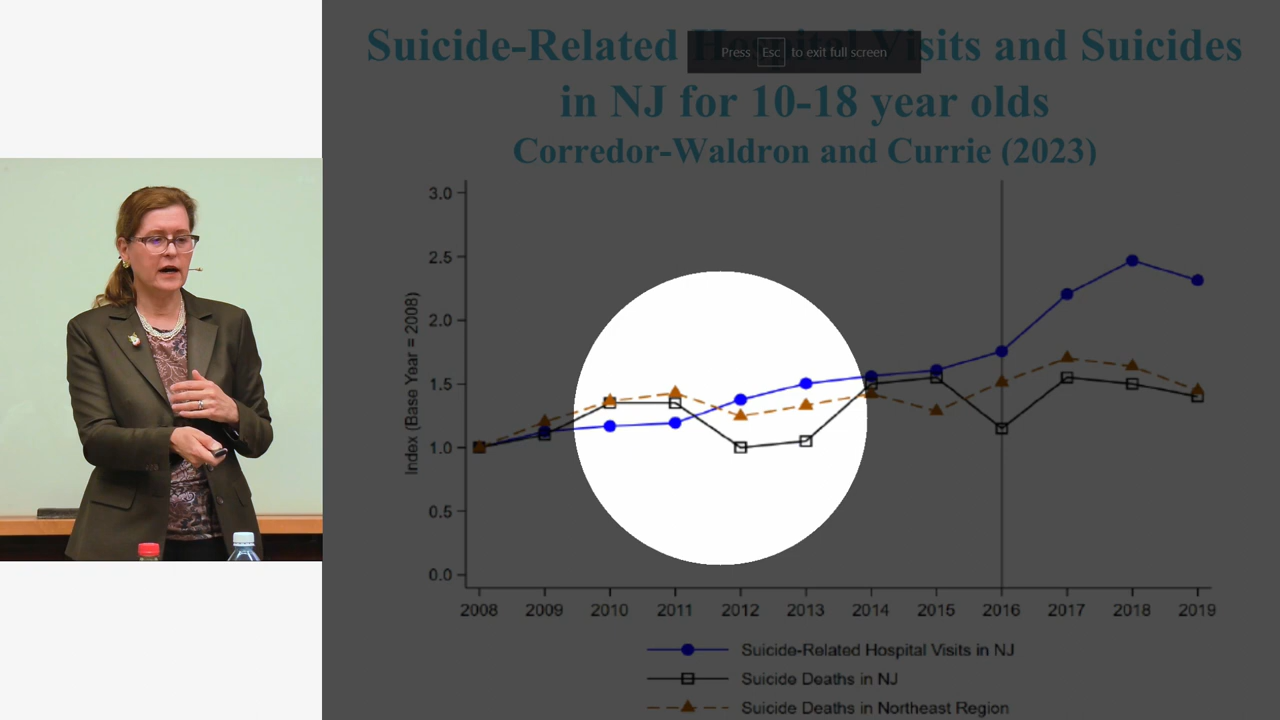 Suicide-Related Hospital Visits and Suicides
Press Esc to exit full screen
in NJ for 10-18 year olds
Corredor-Waldron and Currie (2023)
Index (Base Year = 2008)
3.0
2.5
2.0
1.5
1.0
0.5
0.0
2008 2009 2010 2011 2012 2013 2014 2015 2016 2017 2018 2019
Suicide-Related Hospital Visits in NJ
Suicide Deaths in NJ
Suicide Deaths in Northeast Region